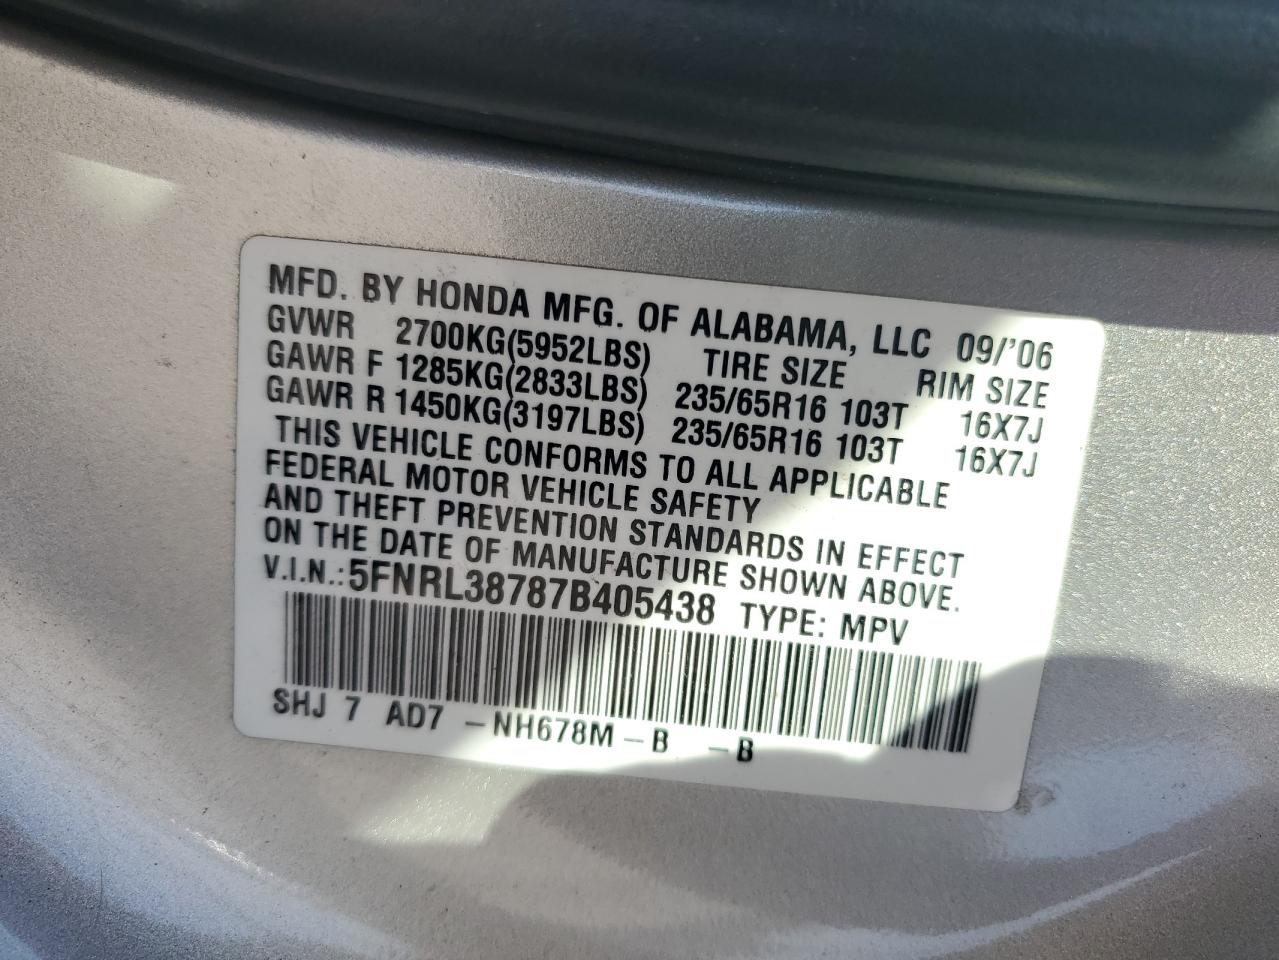 MFD. BY HONDA MFG. OF ALABAMA, LLC 09/'06
GVWR 2700KG(5952LBS) TIRE SIZE RIM SIZE
GAWR F 1285KG(2833LBS) 235/65R16 103T 16X7J
GAWR R 1450KG(3197LBS) 235/65R16 103T 16X7J
THIS VEHICLE CONFORMS TO ALL APPLICABLE
FEDERAL MOTOR VEHICLE SAFETY
AND THEFT PREVENTION STANDARDS IN EFFECT
ON THE DATE OF MANUFACTURE SHOWN ABOVE.
V.I.N.: 5FNRL38787B405438 TYPE: MPV
SHJ 7 AD7 -NH678M-B -B